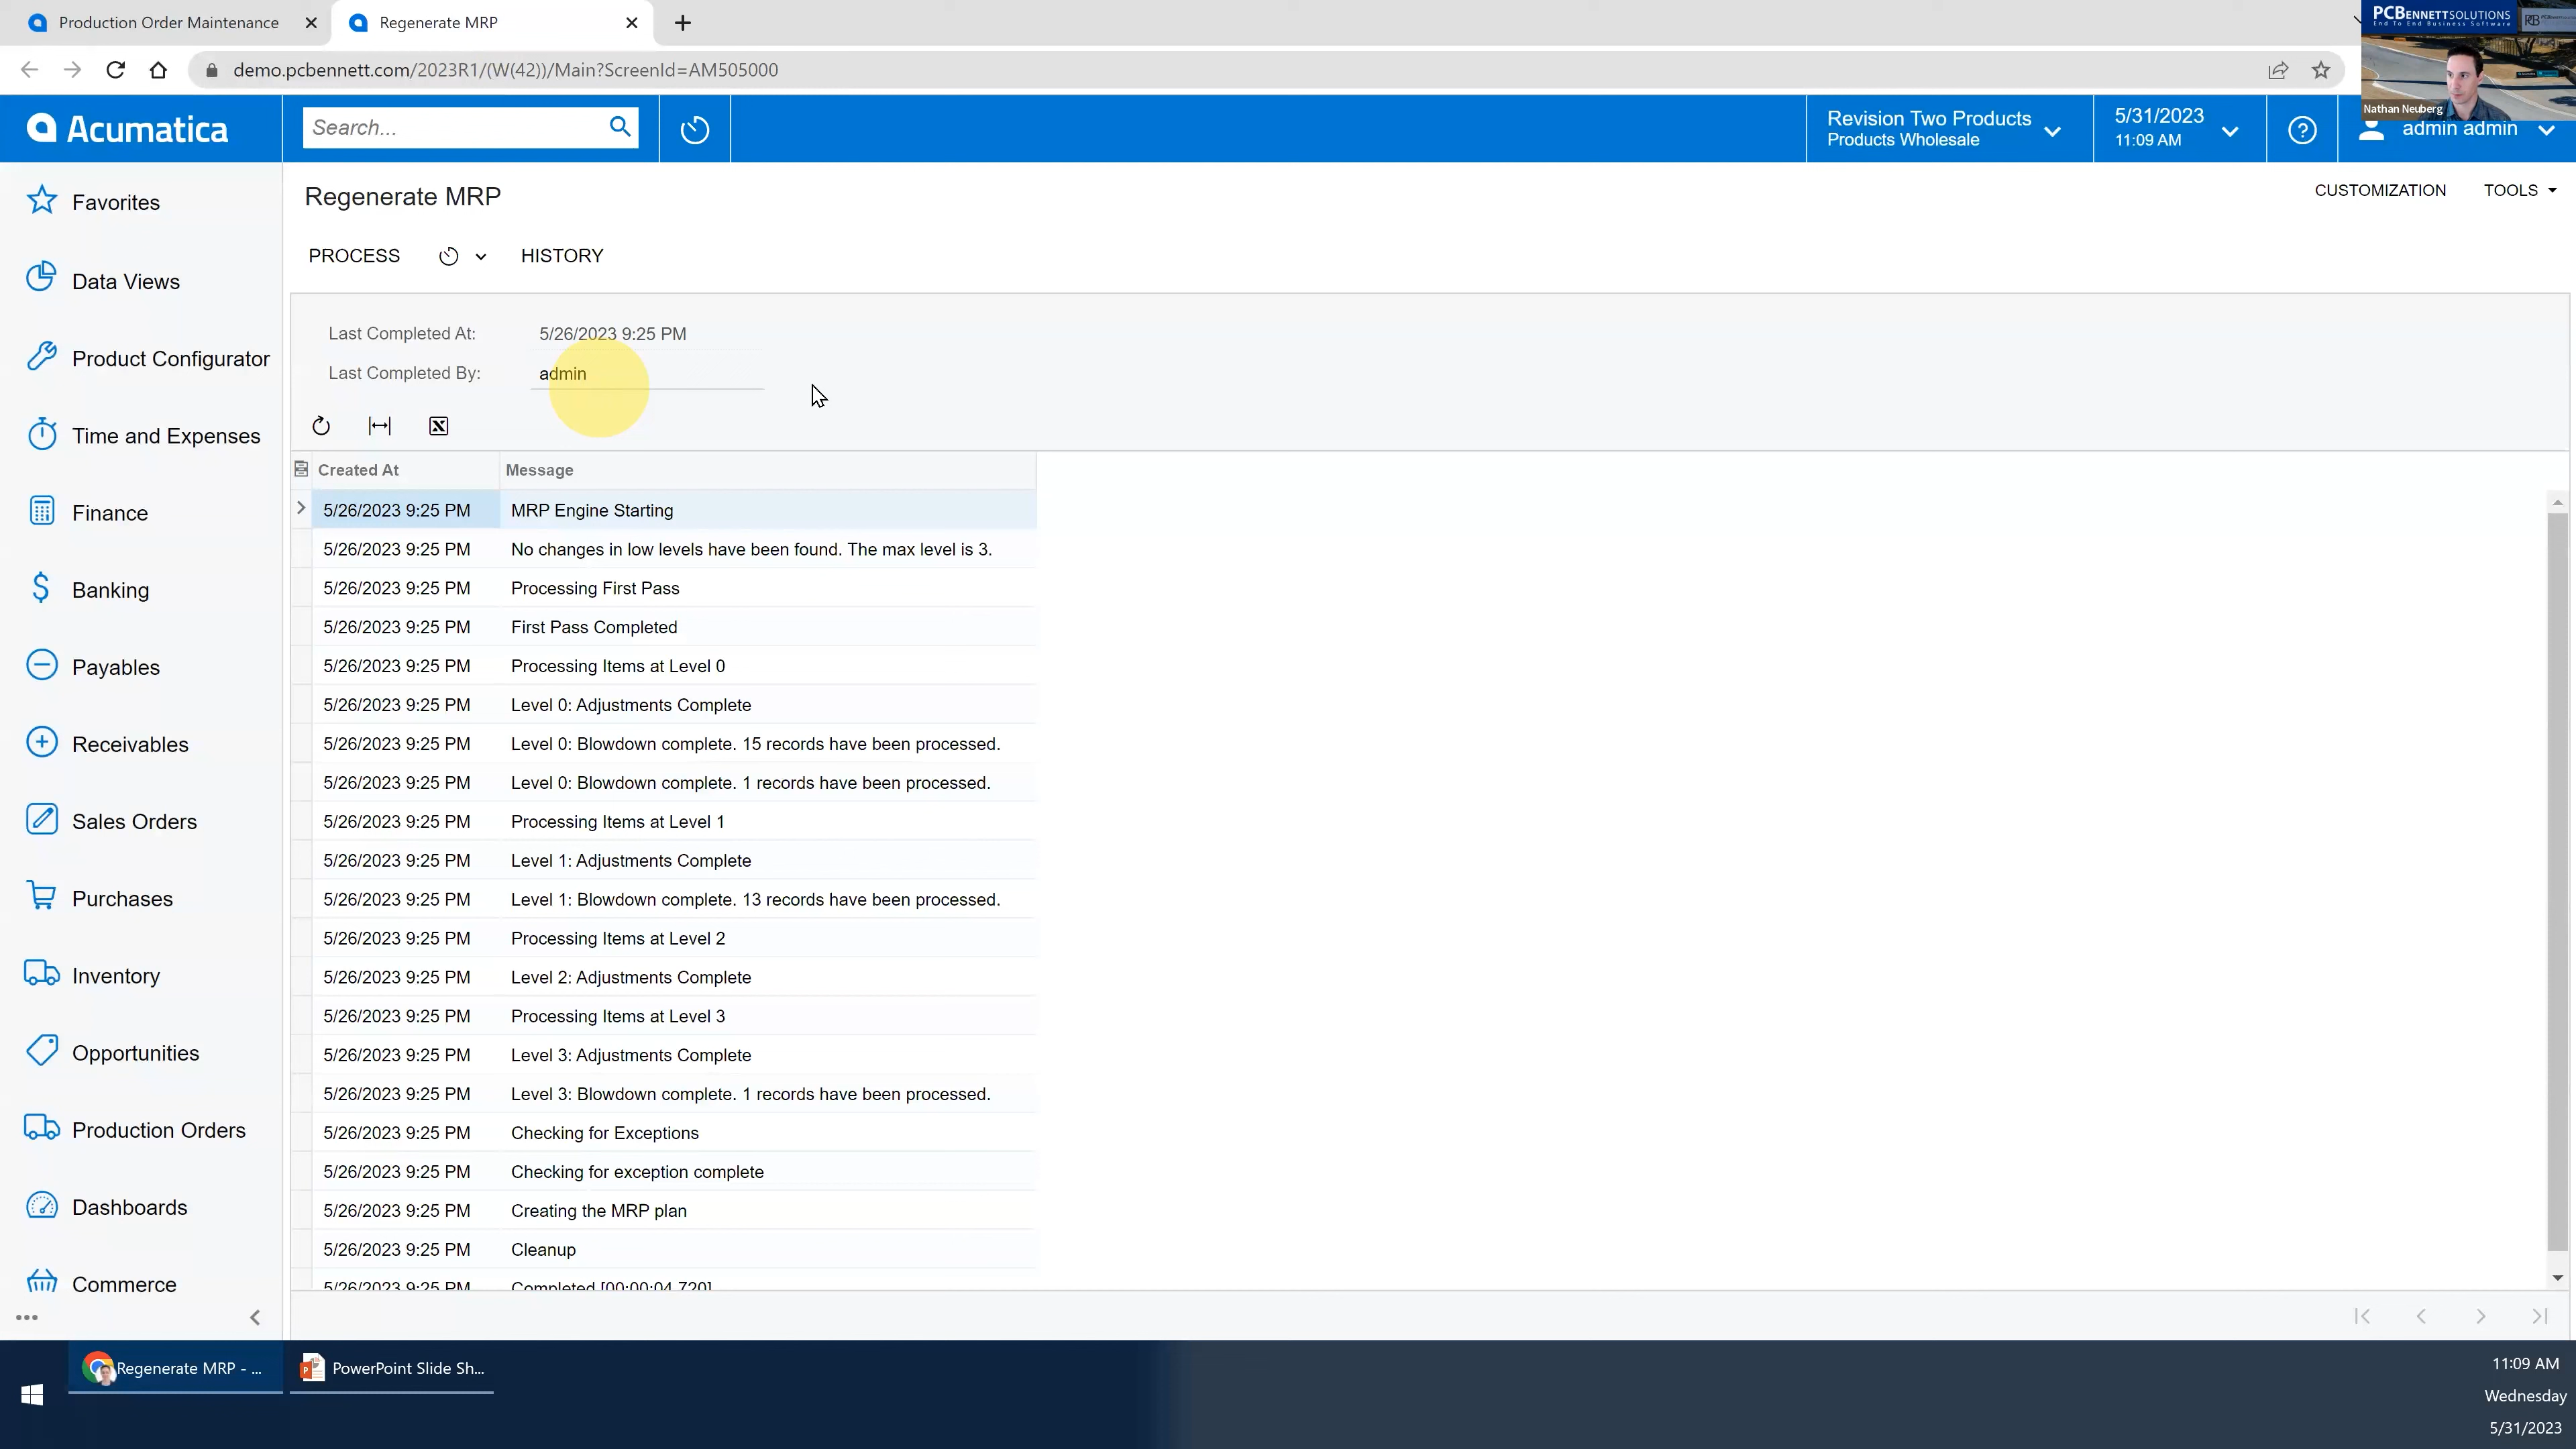 Production Order Maintenance
Regenerate MRP
PCBENNETTSOLUTIONS
End To End Business Software
demo.pcbennett.com/2023R1/(W(42))/Main?ScreenId=AM505000
Nathan Neuberg
Acumatica
Search...
Revision Two Products
Products Wholesale
5/31/2023
11:09 AM
admin admin
Favorites
Data Views
Product Configurator
Time and Expenses
Finance
Banking
Payables
Receivables
Sales Orders
Purchases
Inventory
Opportunities
Production Orders
Dashboards
Commerce
Regenerate MRP
CUSTOMIZATION TOOLS
PROCESS HISTORY
Last Completed At: 5/26/2023 9:25 PM
Last Completed By: admin
Created At Message
5/26/2023 9:25 PM MRP Engine Starting
5/26/2023 9:25 PM No changes in low levels have been found. The max level is 3.
5/26/2023 9:25 PM Processing First Pass
5/26/2023 9:25 PM First Pass Completed
5/26/2023 9:25 PM Processing Items at Level 0
5/26/2023 9:25 PM Level 0: Adjustments Complete
5/26/2023 9:25 PM Level 0: Blowdown complete. 15 records have been processed.
5/26/2023 9:25 PM Level 0: Blowdown complete. 1 records have been processed.
5/26/2023 9:25 PM Processing Items at Level 1
5/26/2023 9:25 PM Level 1: Adjustments Complete
5/26/2023 9:25 PM Level 1: Blowdown complete. 13 records have been processed.
5/26/2023 9:25 PM Processing Items at Level 2
5/26/2023 9:25 PM Level 2: Adjustments Complete
5/26/2023 9:25 PM Processing Items at Level 3
5/26/2023 9:25 PM Level 3: Adjustments Complete
5/26/2023 9:25 PM Level 3: Blowdown complete. 1 records have been processed.
5/26/2023 9:25 PM Checking for Exceptions
5/26/2023 9:25 PM Checking for exception complete
5/26/2023 9:25 PM Creating the MRP plan
5/26/2023 9:25 PM Cleanup
5/26/2023 9:25 PM Completed [00:00:04.720]
Regenerate MRP - ...
PowerPoint Slide Sh...
11:09 AM
Wednesday
5/31/2023